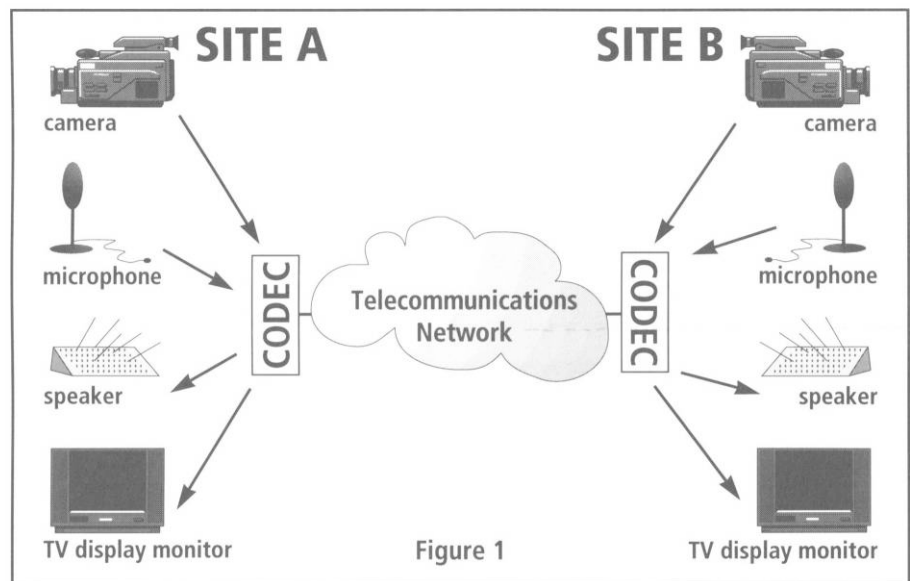 SITE A
SITE B
camera
camera
microphone
microphone
CODEC
Telecommunications
Network
CODEC
speaker
speaker
TV display monitor
Figure 1
TV display monitor